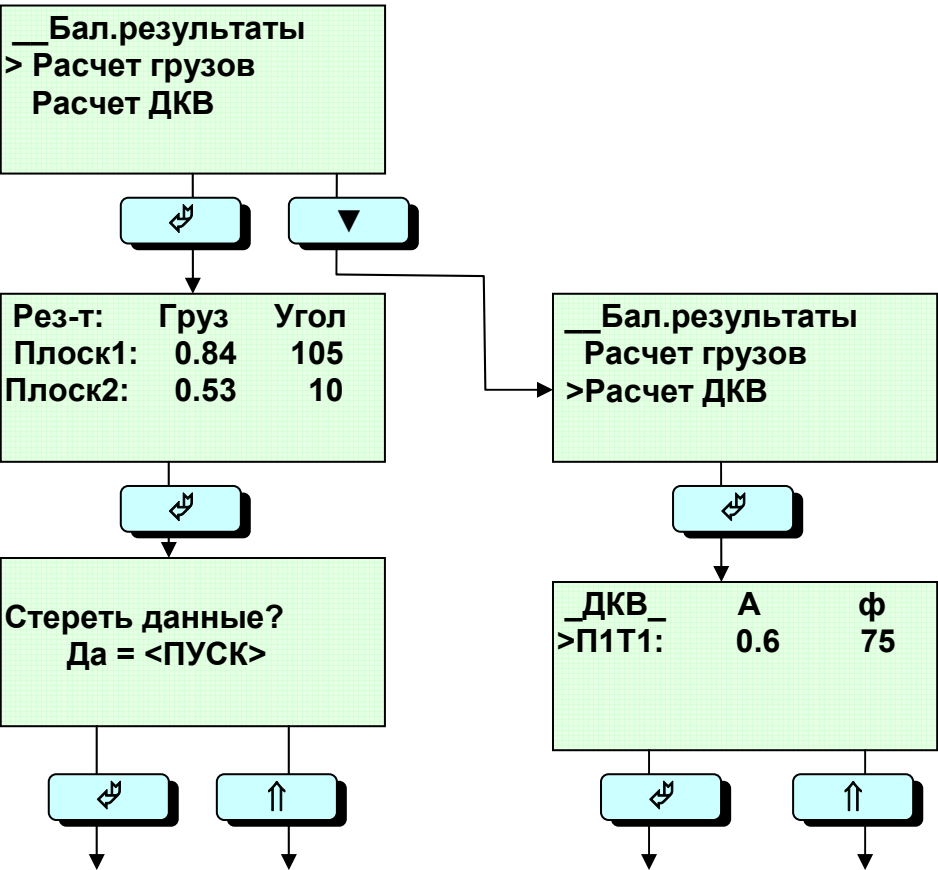 __Бал.результаты
> Расчет грузов
Расчет ДКВ
▼
Рез-т: Груз Угол
Плоск1: 0.84 105
Плоск2: 0.53 10
__Бал.результаты
Расчет грузов
>Расчет ДКВ
Стереть данные?
Да = <ПУСК>
_ДКВ_ А ф
>П1Т1: 0.6 75
⇑
⇑